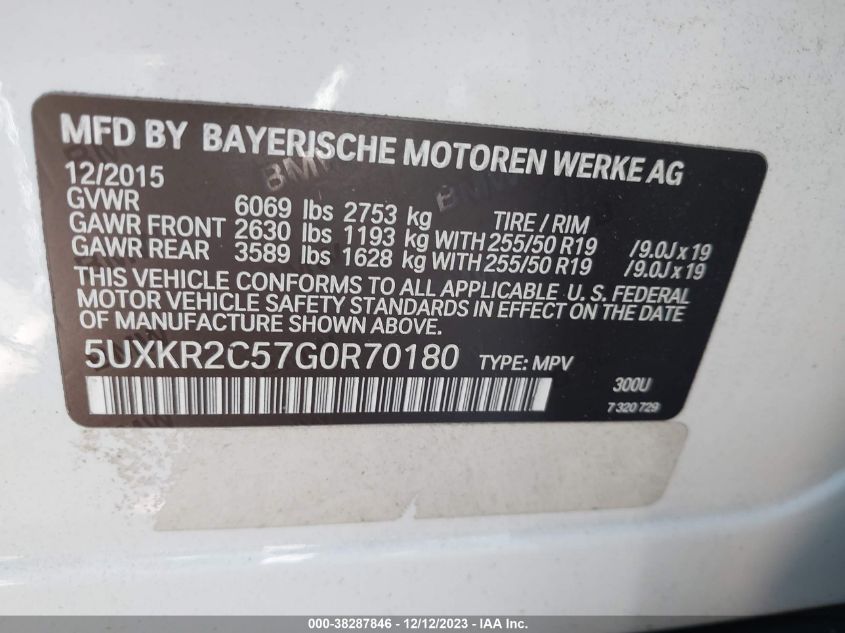 MFD BY BAYERISCHE MOTOREN WERKE AG
12/2015
GVWR 6069 lbs 2753 kg TIRE / RIM
GAWR FRONT 2630 lbs 1193 kg WITH 255/50 R19 /9.0J x 19
GAWR REAR 3589 lbs 1628 kg WITH 255/50 R19 /9.0J x 19
THIS VEHICLE CONFORMS TO ALL APPLICABLE U. S. FEDERAL
MOTOR VEHICLE SAFETY STANDARDS IN EFFECT ON THE DATE
OF MANUFACTURE SHOWN ABOVE.
5UXKR2C57G0R70180 TYPE: MPV 300U
7 320 729
000-38287846 - 12/12/2023 - IAA Inc.